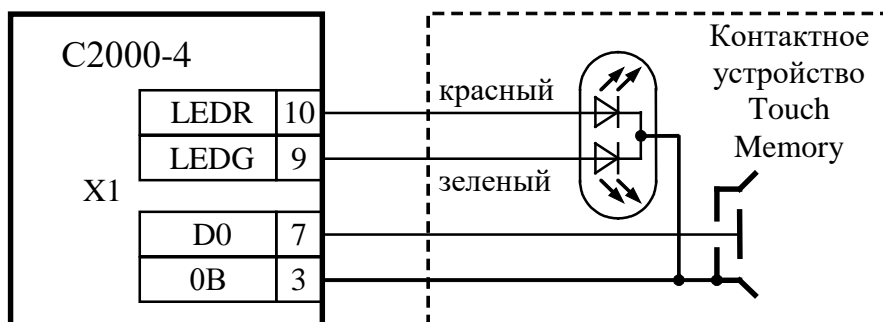 С2000-4
Контактное
устройство
Touch
Memory
красный
LEDR 10
LEDG 9
зеленый
X1
D0 7
0В 3